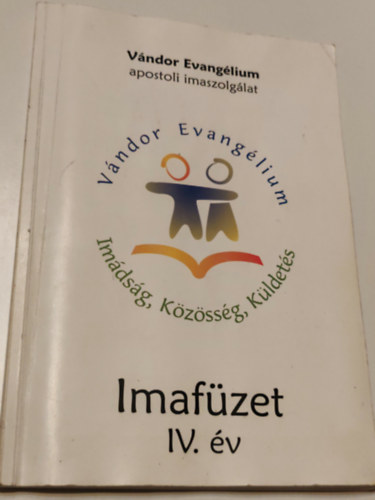 Vándor Evangélium
apostoli imaszolgálat
Vándor Evangélium
Imádság, Közösség, Küldetés
Imafüzet
IV. év